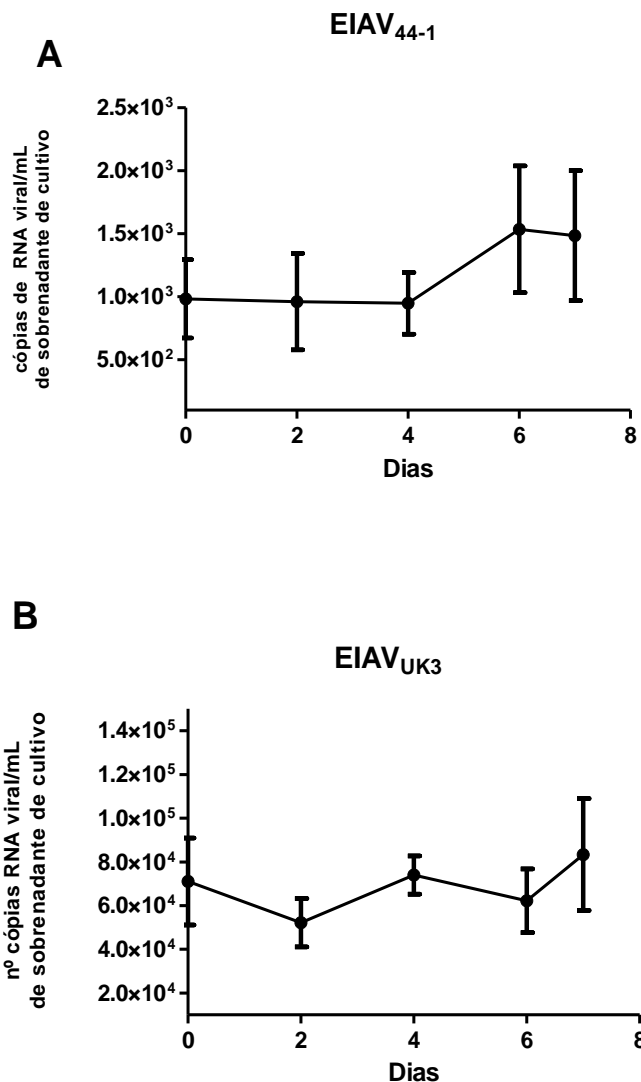 EIAV₄₄₋₁
A
cópias de RNA viral/mL
de sobrenadante de cultivo
2.5×10³
2.0×10³
1.5×10³
1.0×10³
5.0×10²
0 2 4 6 8
Dias
B
EIAV_UK3
nº cópias RNA viral/mL
de sobrenadante de cultivo
1.4×10⁵
1.2×10⁵
1.0×10⁵
8.0×10⁴
6.0×10⁴
4.0×10⁴
2.0×10⁴
0 2 4 6 8
Dias